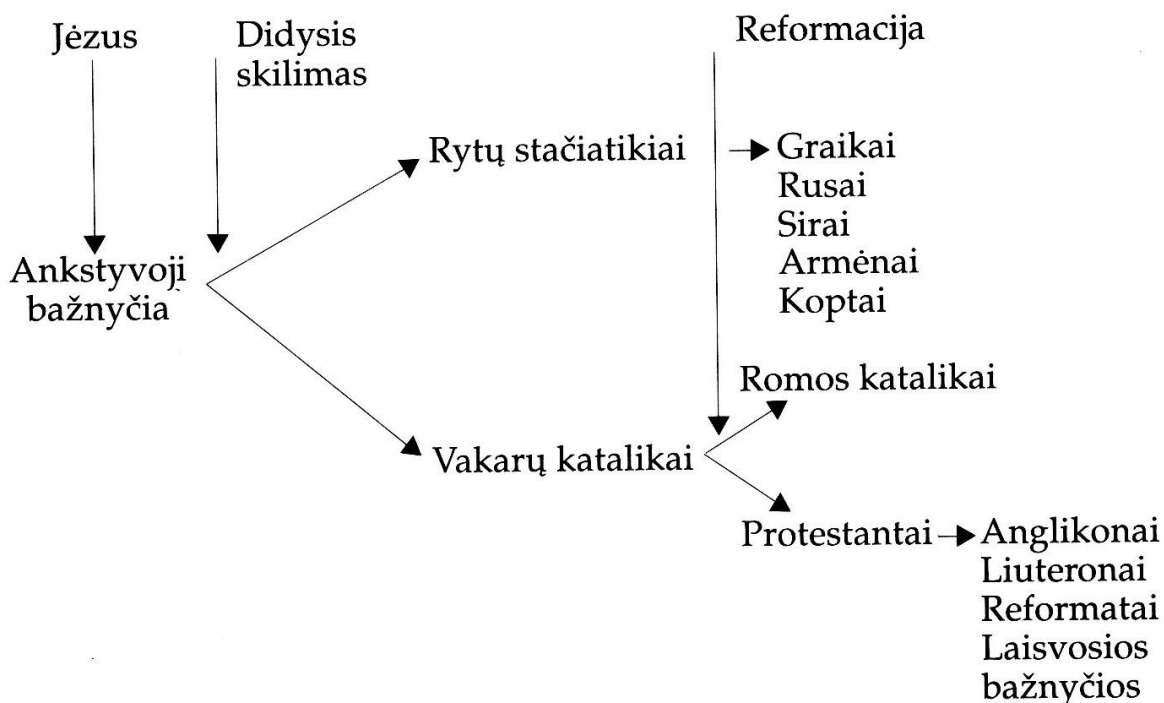 Jėzus
Didysis
skilimas
Reformacija
Rytų stačiatikiai
Graikai
Rusai
Sirai
Armėnai
Koptai
Ankstyvoji
bažnyčia
Romos katalikai
Vakarų katalikai
Protestantai
Anglikonai
Liuteronai
Reformatai
Laisvosios
bažnyčios